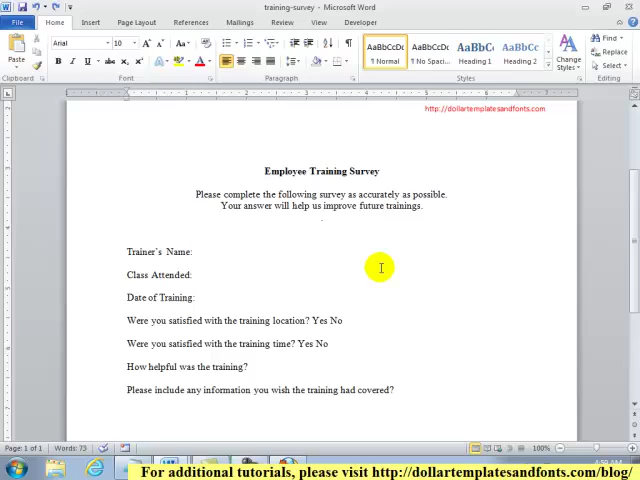 training-survey - Microsoft Word
File Home Insert Page Layout References Mailings Review View Developer
Paste
Arial 10
AaBbCcDc AaBbCcDc AaBbC AaBbCc
¶ Normal ¶ No Spaci... Heading 1 Heading 2
Change
Styles
Find
Replace
Select
Clipboard Font Paragraph Styles Editing
http://dollartemplatesandfonts.com
Employee Training Survey
Please complete the following survey as accurately as possible.
Your answer will help us improve future trainings.
Trainer's Name:
Class Attended:
Date of Training:
Were you satisfied with the training location? Yes No
Were you satisfied with the training time? Yes No
How helpful was the training?
Please include any information you wish the training had covered?
Page: 1 of 1 Words: 73 100%
For additional tutorials, please visit http://dollartemplatesandfonts.com/blog/